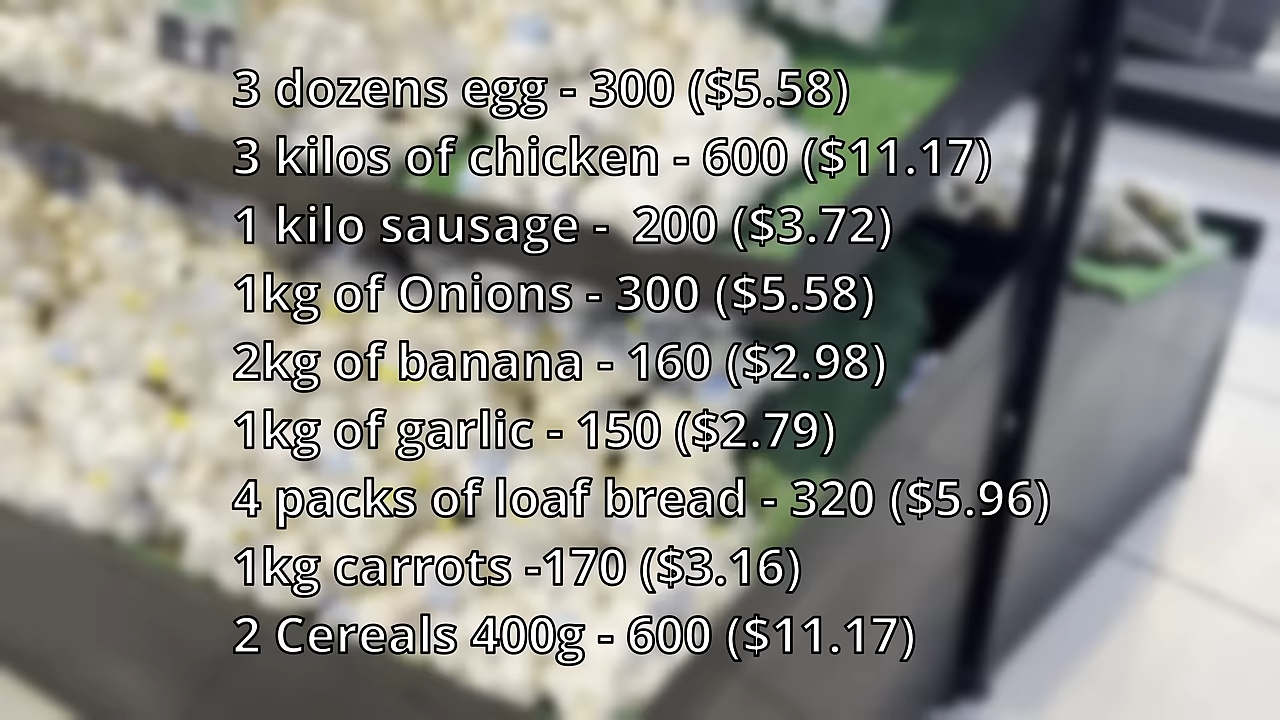 3 dozens egg - 300 ($5.58)
3 kilos of chicken - 600 ($11.17)
1 kilo sausage -  200 ($3.72)
1kg of Onions - 300 ($5.58)
2kg of banana - 160 ($2.98)
1kg of garlic - 150 ($2.79)
4 packs of loaf bread - 320 ($5.96)
1kg carrots -170 ($3.16)
2 Cereals 400g - 600 ($11.17)